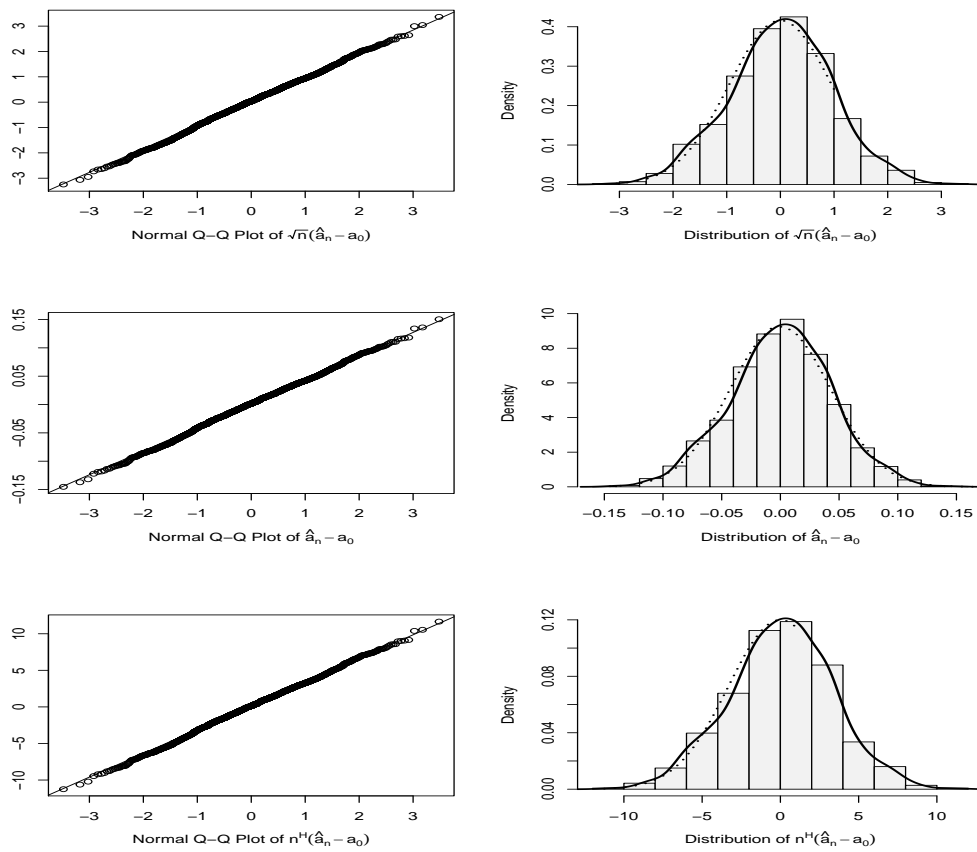 3
2
1
0
−1
−3
−3 −2 −1 0 1 2 3
Normal Q−Q Plot of √n(ân − a0)
Density
0.4
0.3
0.2
0.1
0.0
−3 −2 −1 0 1 2 3
Distribution of √n(ân − a0)
0.15
0.05
−0.05
−0.15
−3 −2 −1 0 1 2 3
Normal Q−Q Plot of ân − a0
Density
10
8
6
4
2
0
−0.15 −0.10 −0.05 0.00 0.05 0.10 0.15
Distribution of ân − a0
10
5
0
−5
−10
−3 −2 −1 0 1 2 3
Normal Q−Q Plot of nH(ân − a0)
Density
0.12
0.08
0.04
0.00
−10 −5 0 5 10
Distribution of nH(ân − a0)